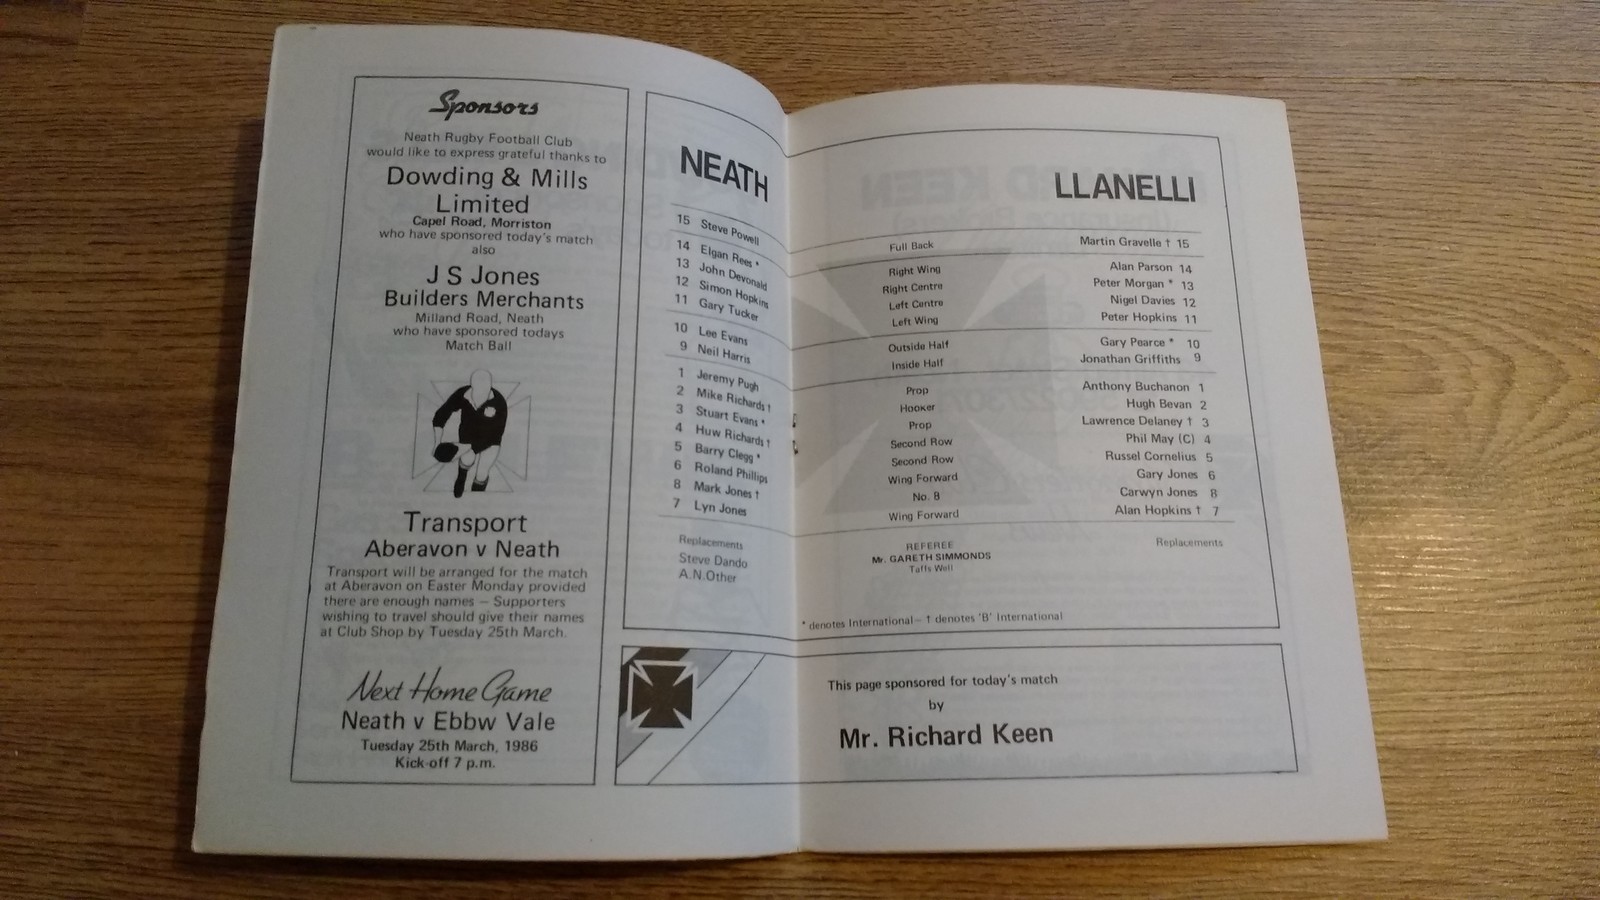 Sponsors
Neath Rugby Football Club
would like to express grateful thanks to
Dowding & Mills
Limited
Capel Road, Morriston
who have sponsored today's match
also
J S Jones
Builders Merchants
Milland Road, Neath
who have sponsored todays
Match Ball
Transport
Aberavon v Neath
Transport will be arranged for the match
at Aberavon on Easter Monday provided
there are enough names — Supporters
wishing to travel should give their names
at Club Shop by Tuesday 25th March.
Next Home Game
Neath v Ebbw Vale
Tuesday 25th March, 1986
Kick-off 7 p.m.
NEATH LLANELLI
15 Steve Powell Full Back Martin Gravelle † 15
14 Elgan Rees * Right Wing Alan Parson 14
13 John Devonald Right Centre Peter Morgan * 13
12 Simon Hopkins Left Centre Nigel Davies 12
11 Gary Tucker Left Wing Peter Hopkins 11
10 Lee Evans Outside Half Gary Pearce * 10
9 Neil Harris Inside Half Jonathan Griffiths 9
1 Jeremy Pugh Prop Anthony Buchanon 1
2 Mike Richards † Hooker Hugh Bevan 2
3 Stuart Evans * Prop Lawrence Delaney † 3
4 Huw Richards † Second Row Phil May (C) 4
5 Barry Clegg * Second Row Russel Cornelius 5
6 Roland Phillips Wing Forward Gary Jones 6
8 Mark Jones † No. 8 Carwyn Jones 8
7 Lyn Jones Wing Forward Alan Hopkins † 7
Replacements REFEREE Replacements
Steve Dando Mr. GARETH SIMMONDS
A.N.Other Taffs Well
* denotes International— † denotes 'B' International
This page sponsored for today's match
by
Mr. Richard Keen